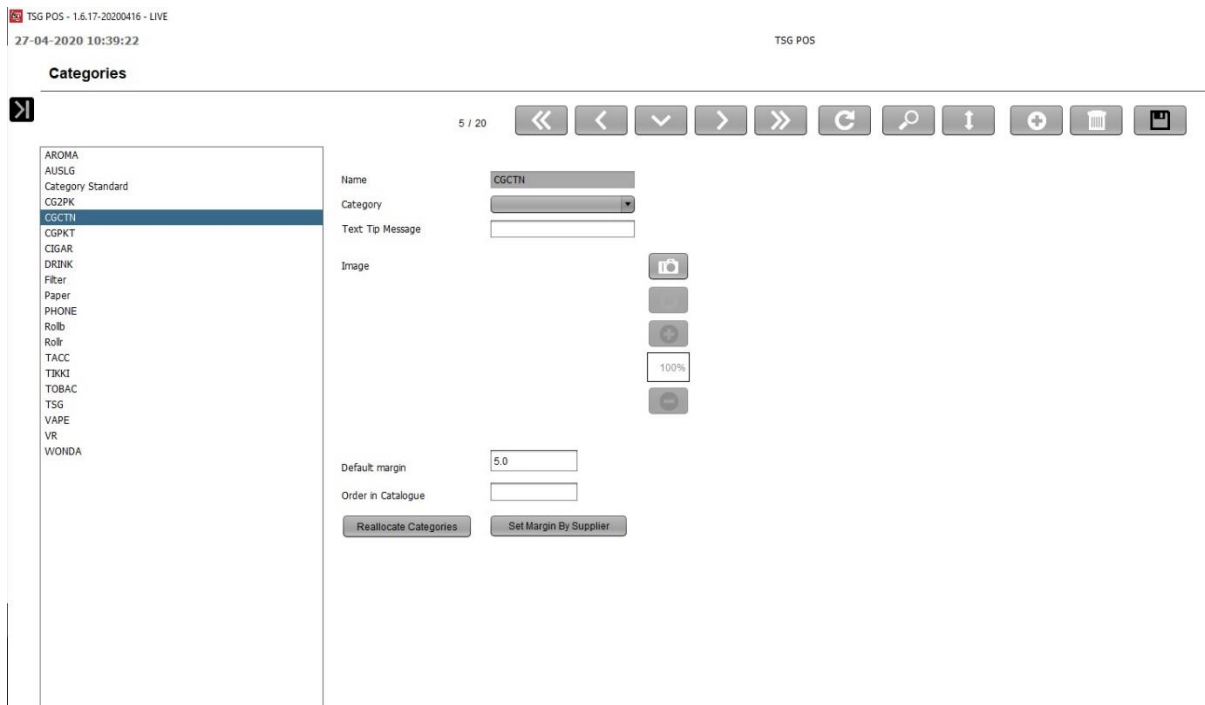 TSG POS - 1.6.17-20200416 - LIVE
27-04-2020 10:39:22
TSG POS
Categories
5 / 20
AROMA
AUSLG
Category Standard
CG2PK
CGCTN
CGPKT
CIGAR
DRINK
Filter
Paper
PHONE
Rollb
Rollr
TACC
TIKKI
TOBAC
TSG
VAPE
VR
WONDA
Name
CGCTN
Category
Text Tip Message
Image
100%
Default margin
5.0
Order in Catalogue
Reallocate Categories
Set Margin By Supplier